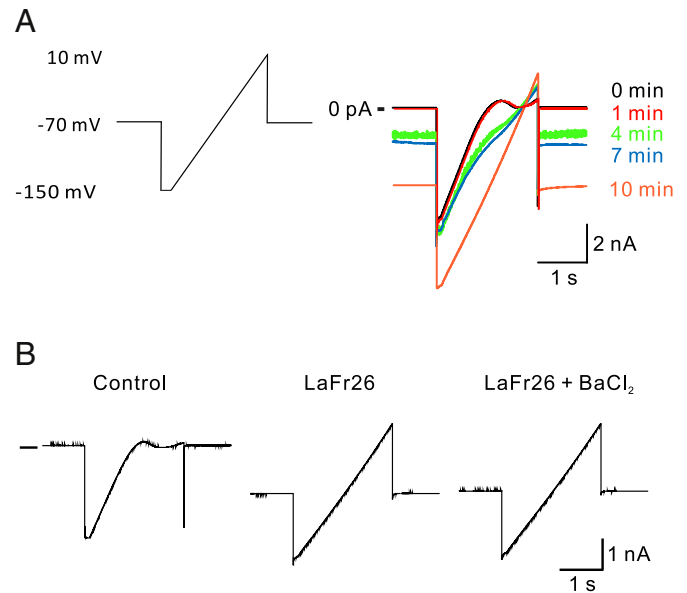 A
10 mV
-70 mV
-150 mV
0 pA
0 min
1 min
4 min
7 min
10 min
2 nA
1 s
B
Control
LaFr26
LaFr26 + BaCl₂
1 nA
1 s